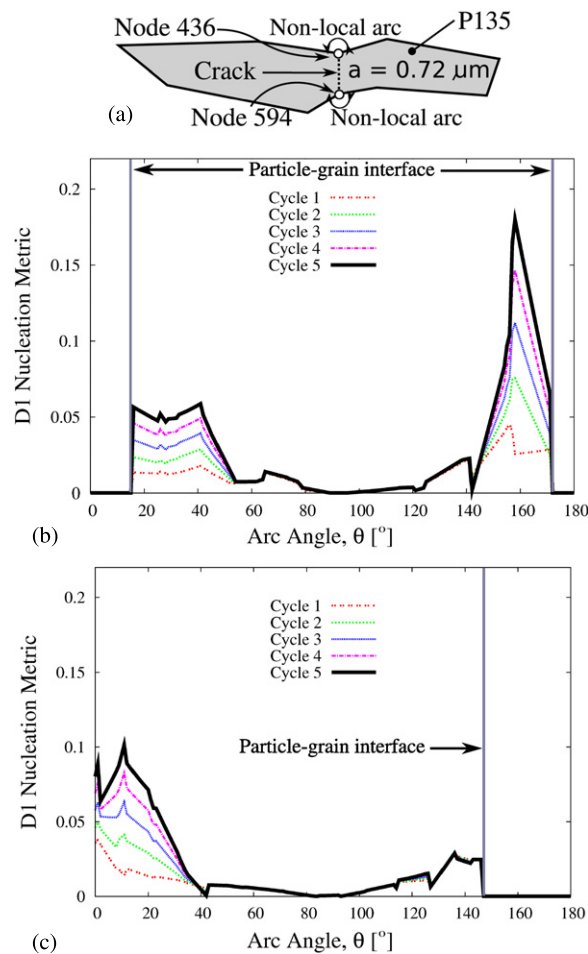 Node 436
Non-local arc
P135
Crack
a = 0.72 µm
(a)
Node 594
Non-local arc
Particle-grain interface
0.2
Cycle 1
Cycle 2
Cycle 3
Cycle 4
Cycle 5
0.15
0.1
0.05
0
D1 Nucleation Metric
0 20 40 60 80 100 120 140 160 180
(b)
Arc Angle, θ [°]
0.2
Cycle 1
Cycle 2
Cycle 3
Cycle 4
Cycle 5
0.15
0.1
Particle-grain interface
0.05
0
D1 Nucleation Metric
0 20 40 60 80 100 120 140 160 180
(c)
Arc Angle, θ [°]